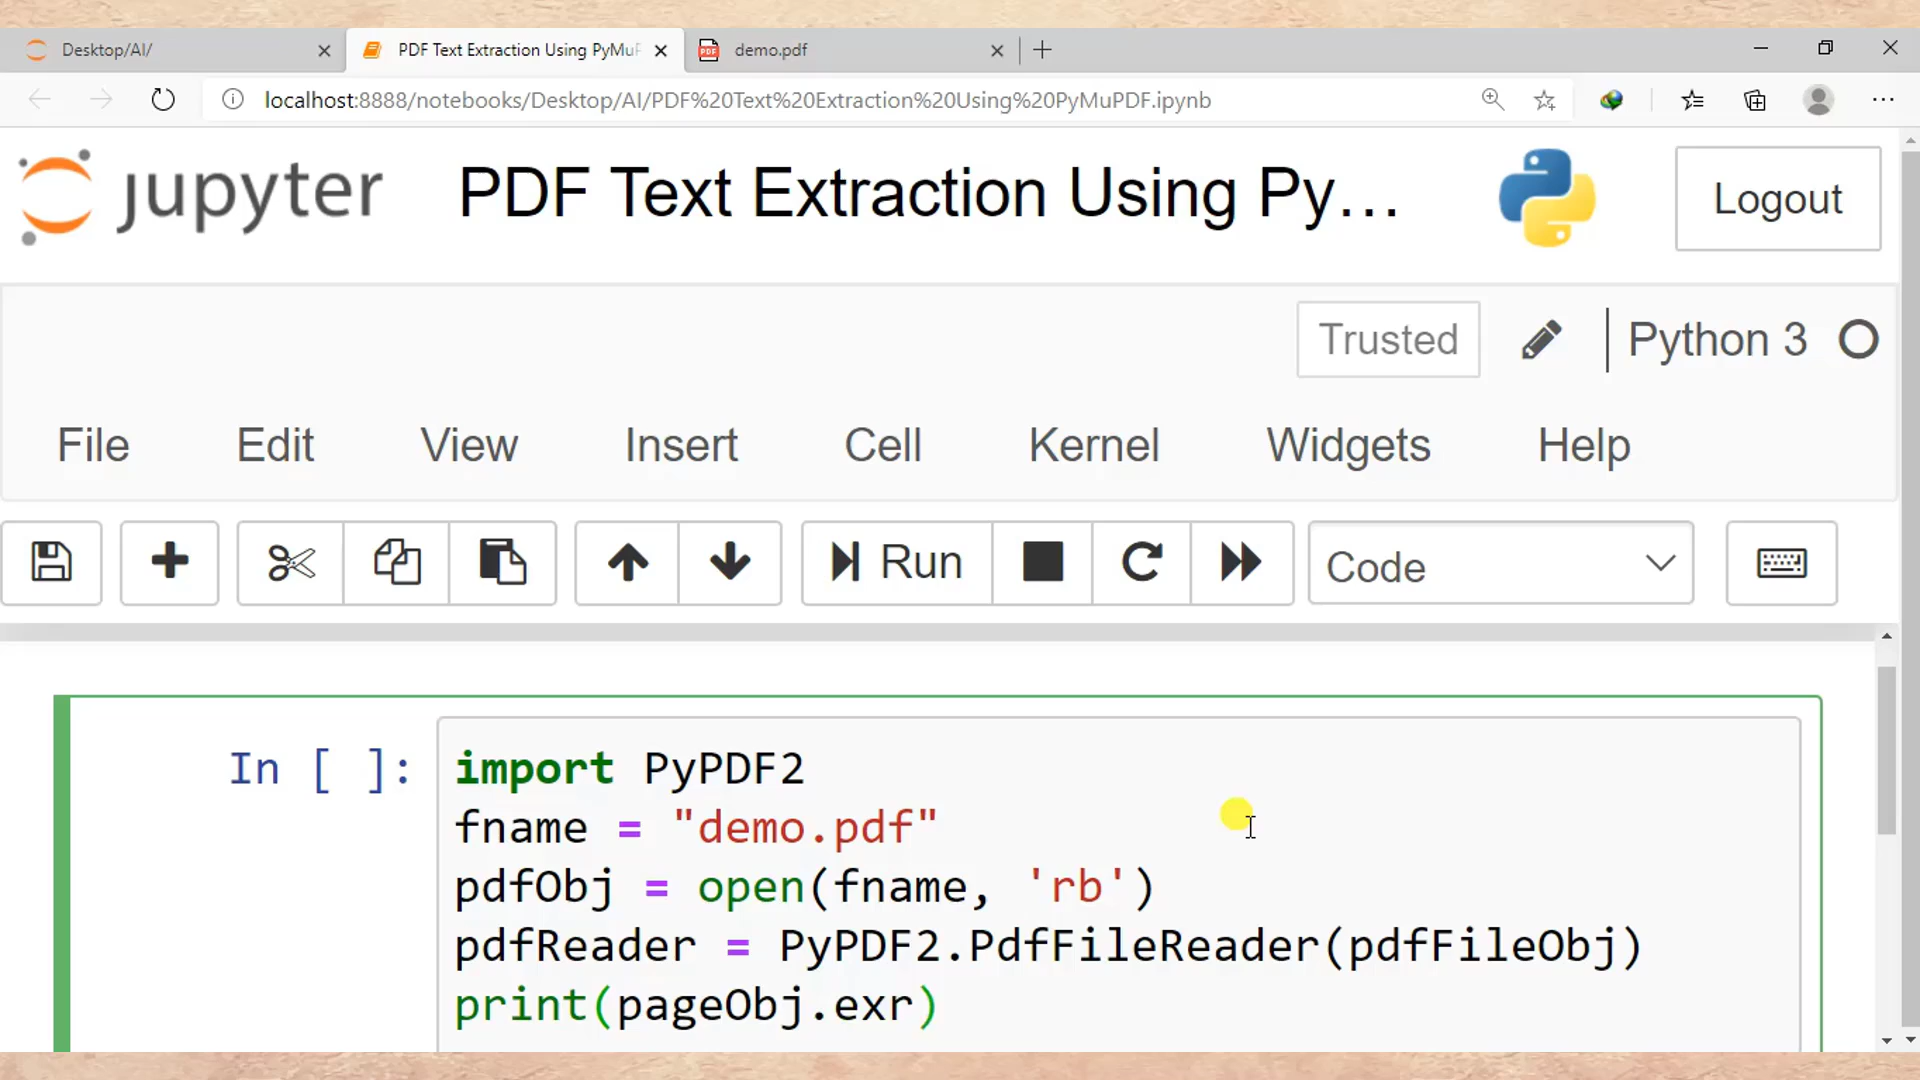 Desktop/AI/
PDF Text Extraction Using PyMuP
demo.pdf
localhost:8888/notebooks/Desktop/AI/PDF%20Text%20Extraction%20Using%20PyMuPDF.ipynb
jupyter
PDF Text Extraction Using Py...
Logout
Trusted
Python 3
File Edit View Insert Cell Kernel Widgets Help
Run
Code
In [ ]:
import PyPDF2
fname = "demo.pdf"
pdfObj = open(fname, 'rb')
pdfReader = PyPDF2.PdfFileReader(pdfFileObj)
print(pageObj.exr)